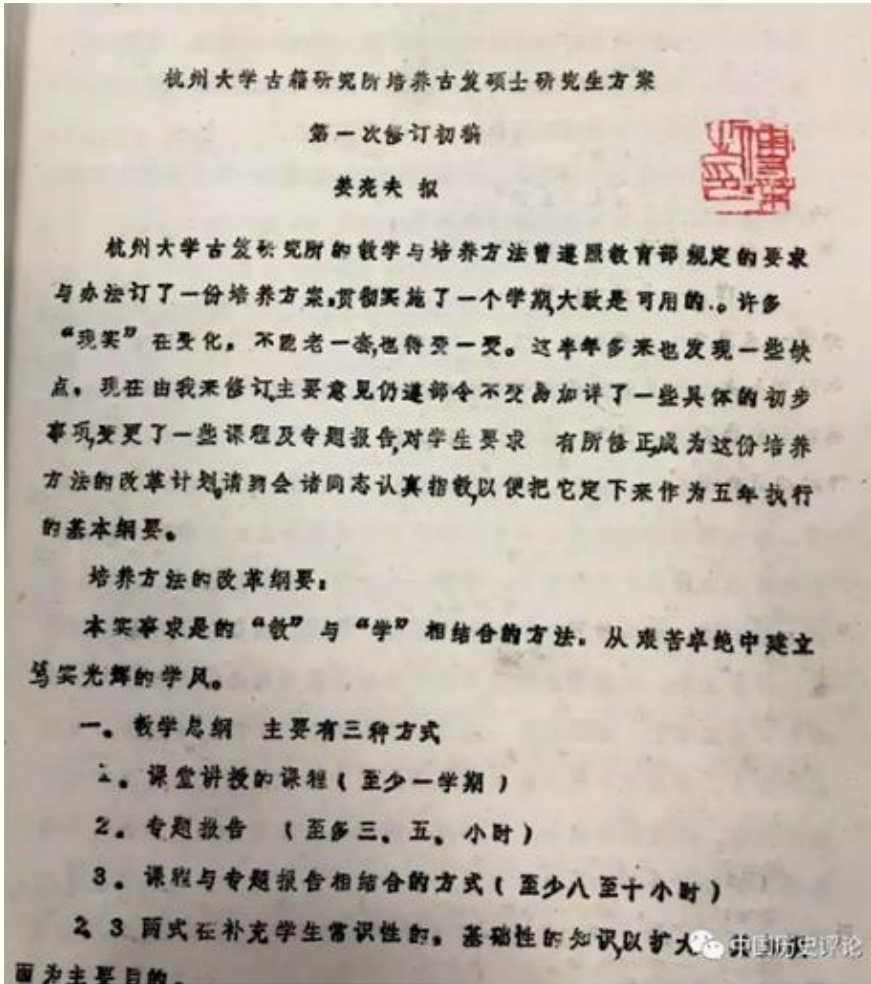 杭州大学古籍研究所培养古笈硕士研究生方案
第一次修订初稿
姜亮夫 拟
杭州大学古笈研究所的教学与培养方法曾遵照教育部规定的要求
与办法订了一份培养方案,贯彻实施了一个学期,大致是可用的.。许多
“现实”在变化,不能老一套,也得变一变。这半年多来也发现一些缺
点,现在由我来修订,主要意见仍遵部令不变,加详了一些具体的初步
事项,变更了一些课程及专题报告,对学生要求 有所修正,成为这份培养
方法的改革计划,请到会诸同志认真指教,以便把它定下来作为五年执行
的基本纲要。
培养方法的改革纲要:
本实事求是的“教”与“学”相结合的方法,从艰苦卓绝中建立
笃实光辉的学风。
一。教学总纲 主要有三种方式
1。课堂讲授的课程(至少一学期)
2。专题报告 (至多三、五、小时)
3。课程与专题报告相结合的方式(至少八至十小时)
2、3两式在补充学生常识性的,基础性的知识,以扩大其
面为主要目的。
中国历史评论